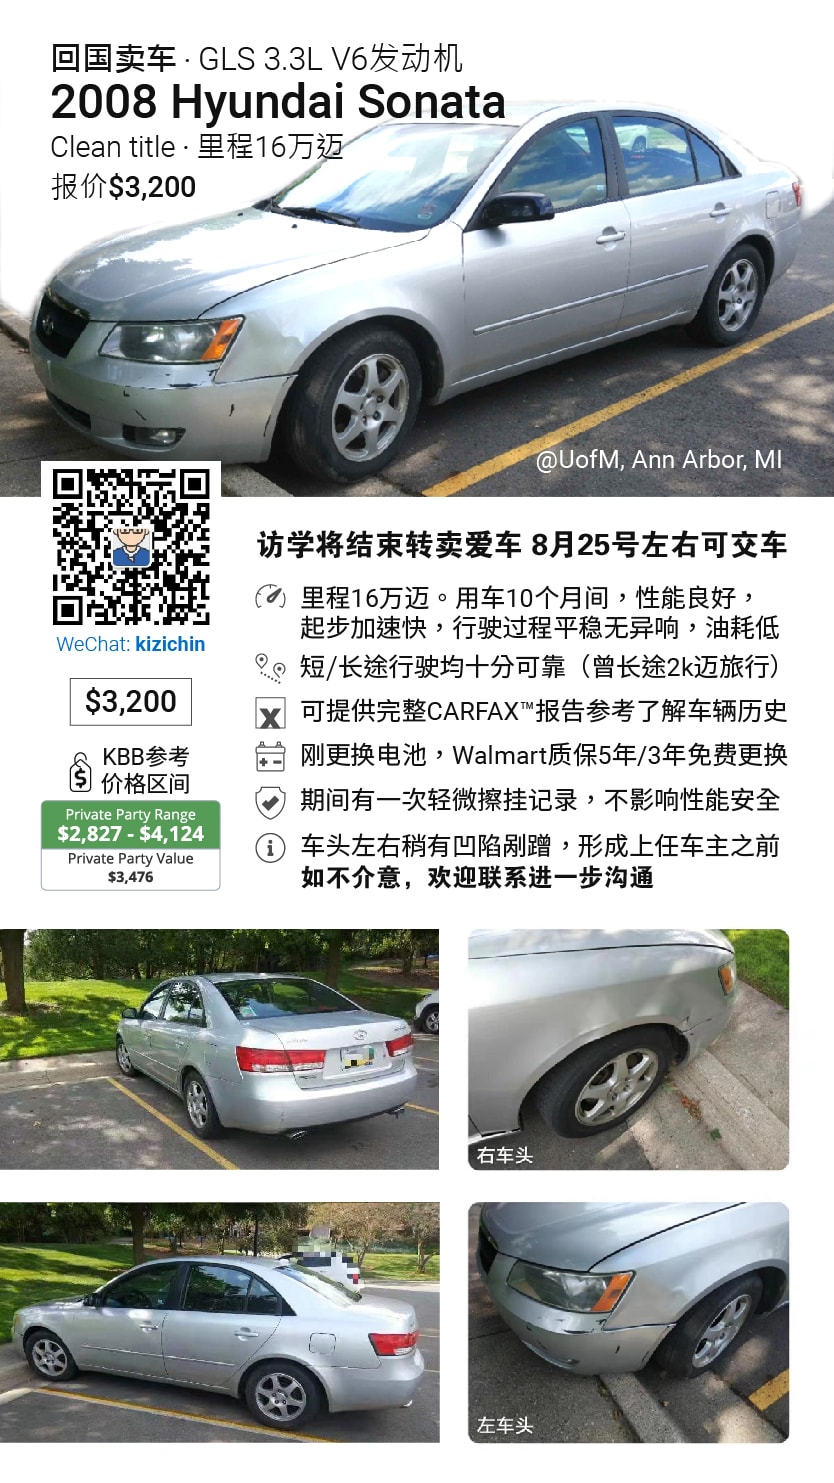 回国卖车 · GLS 3.3L V6发动机
2008 Hyundai Sonata
Clean title · 里程16万迈
报价$3,200
@UofM, Ann Arbor, MI
WeChat: kizichin
$3,200
KBB参考
价格区间
Private Party Range
$2,827 - $4,124
Private Party Value
$3,476
访学将结束转卖爱车 8月25号左右可交车
里程16万迈。用车10个月间，性能良好，
起步加速快，行驶过程平稳无异响，油耗低
短/长途行驶均十分可靠（曾长途2k迈旅行）
可提供完整CARFAX™报告参考了解车辆历史
刚更换电池，Walmart质保5年/3年免费更换
期间有一次轻微擦挂记录，不影响性能安全
车头左右稍有凹陷剐蹭，形成上任车主之前
如不介意，欢迎联系进一步沟通
右车头
左车头